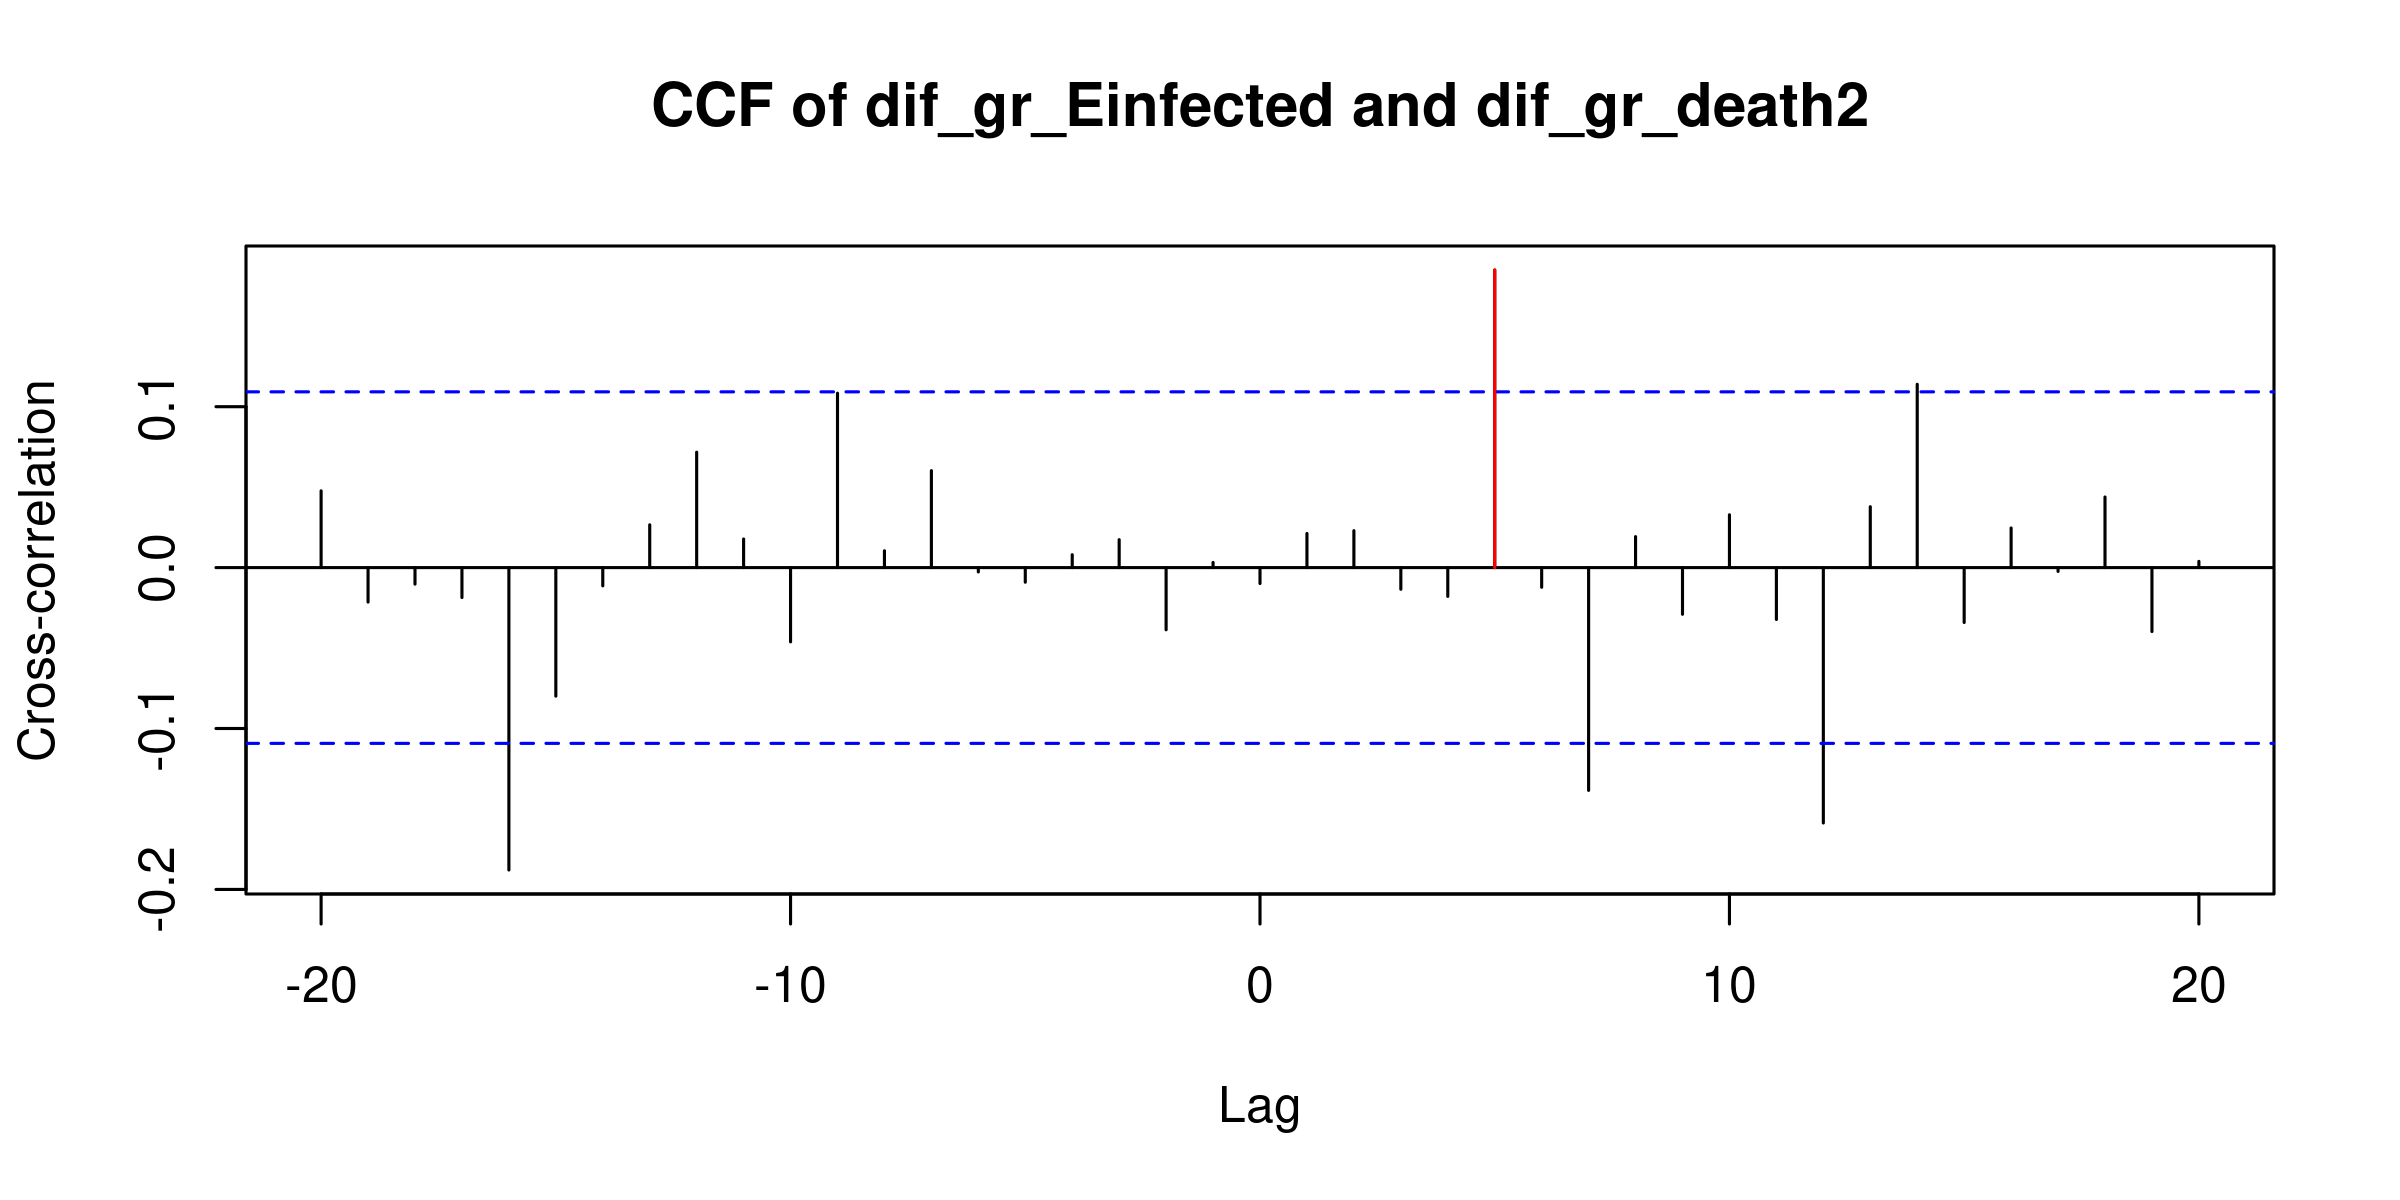 CCF of dif_gr_Einfected and dif_gr_death2
Cross-correlation
0.1
0.0
-0.1
-0.2
-20 -10 0 10 20
Lag